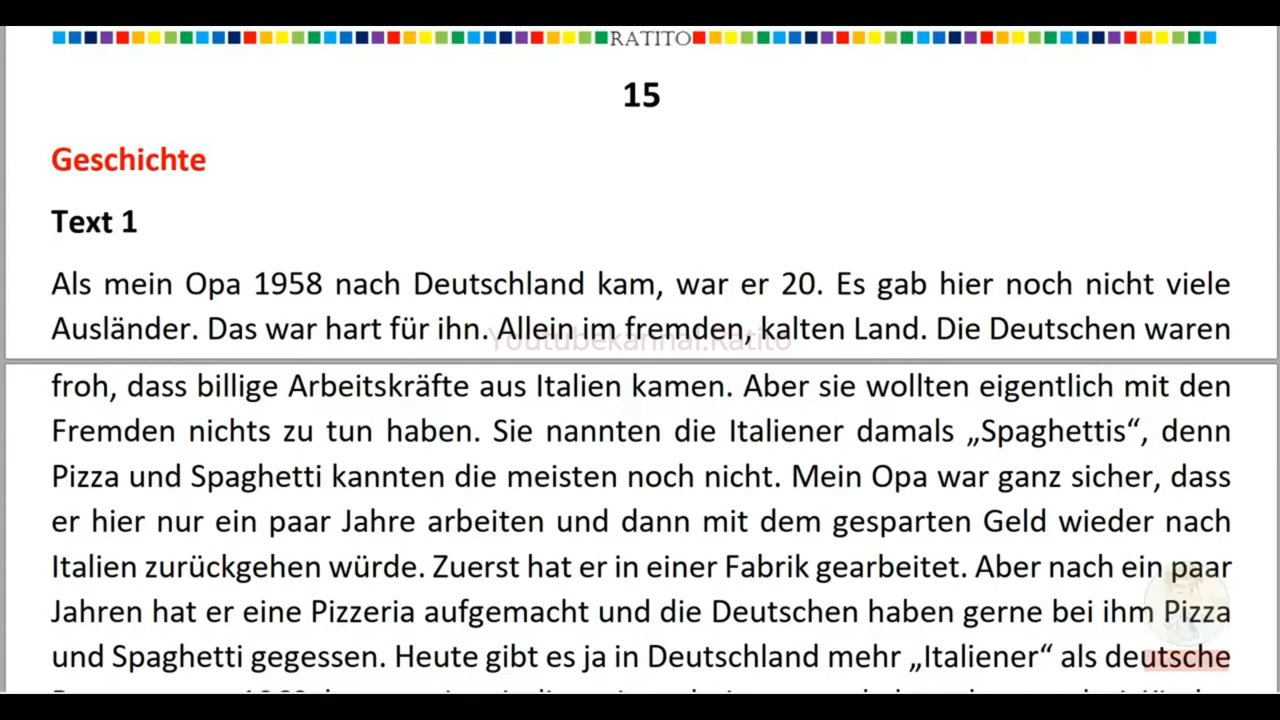 RATITO
15
Geschichte
Text 1
Als mein Opa 1958 nach Deutschland kam, war er 20. Es gab hier noch nicht viele
Ausländer. Das war hart für ihn. Allein im fremden, kalten Land. Die Deutschen waren
Youtubekannal.Ratito
froh, dass billige Arbeitskräfte aus Italien kamen. Aber sie wollten eigentlich mit den
Fremden nichts zu tun haben. Sie nannten die Italiener damals „Spaghettis“, denn
Pizza und Spaghetti kannten die meisten noch nicht. Mein Opa war ganz sicher, dass
er hier nur ein paar Jahre arbeiten und dann mit dem gesparten Geld wieder nach
Italien zurückgehen würde. Zuerst hat er in einer Fabrik gearbeitet. Aber nach ein paar
Jahren hat er eine Pizzeria aufgemacht und die Deutschen haben gerne bei ihm Pizza
und Spaghetti gegessen. Heute gibt es ja in Deutschland mehr „Italiener“ als deutsche